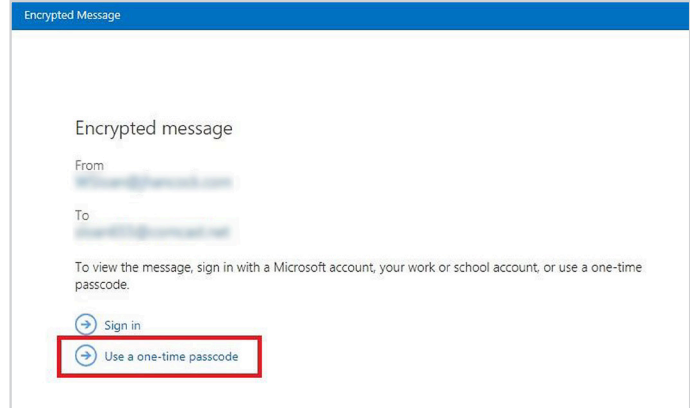 Encrypted Message
Encrypted message
From
To
To view the message, sign in with a Microsoft account, your work or school account, or use a one-time
passcode.
Sign in
Use a one-time passcode